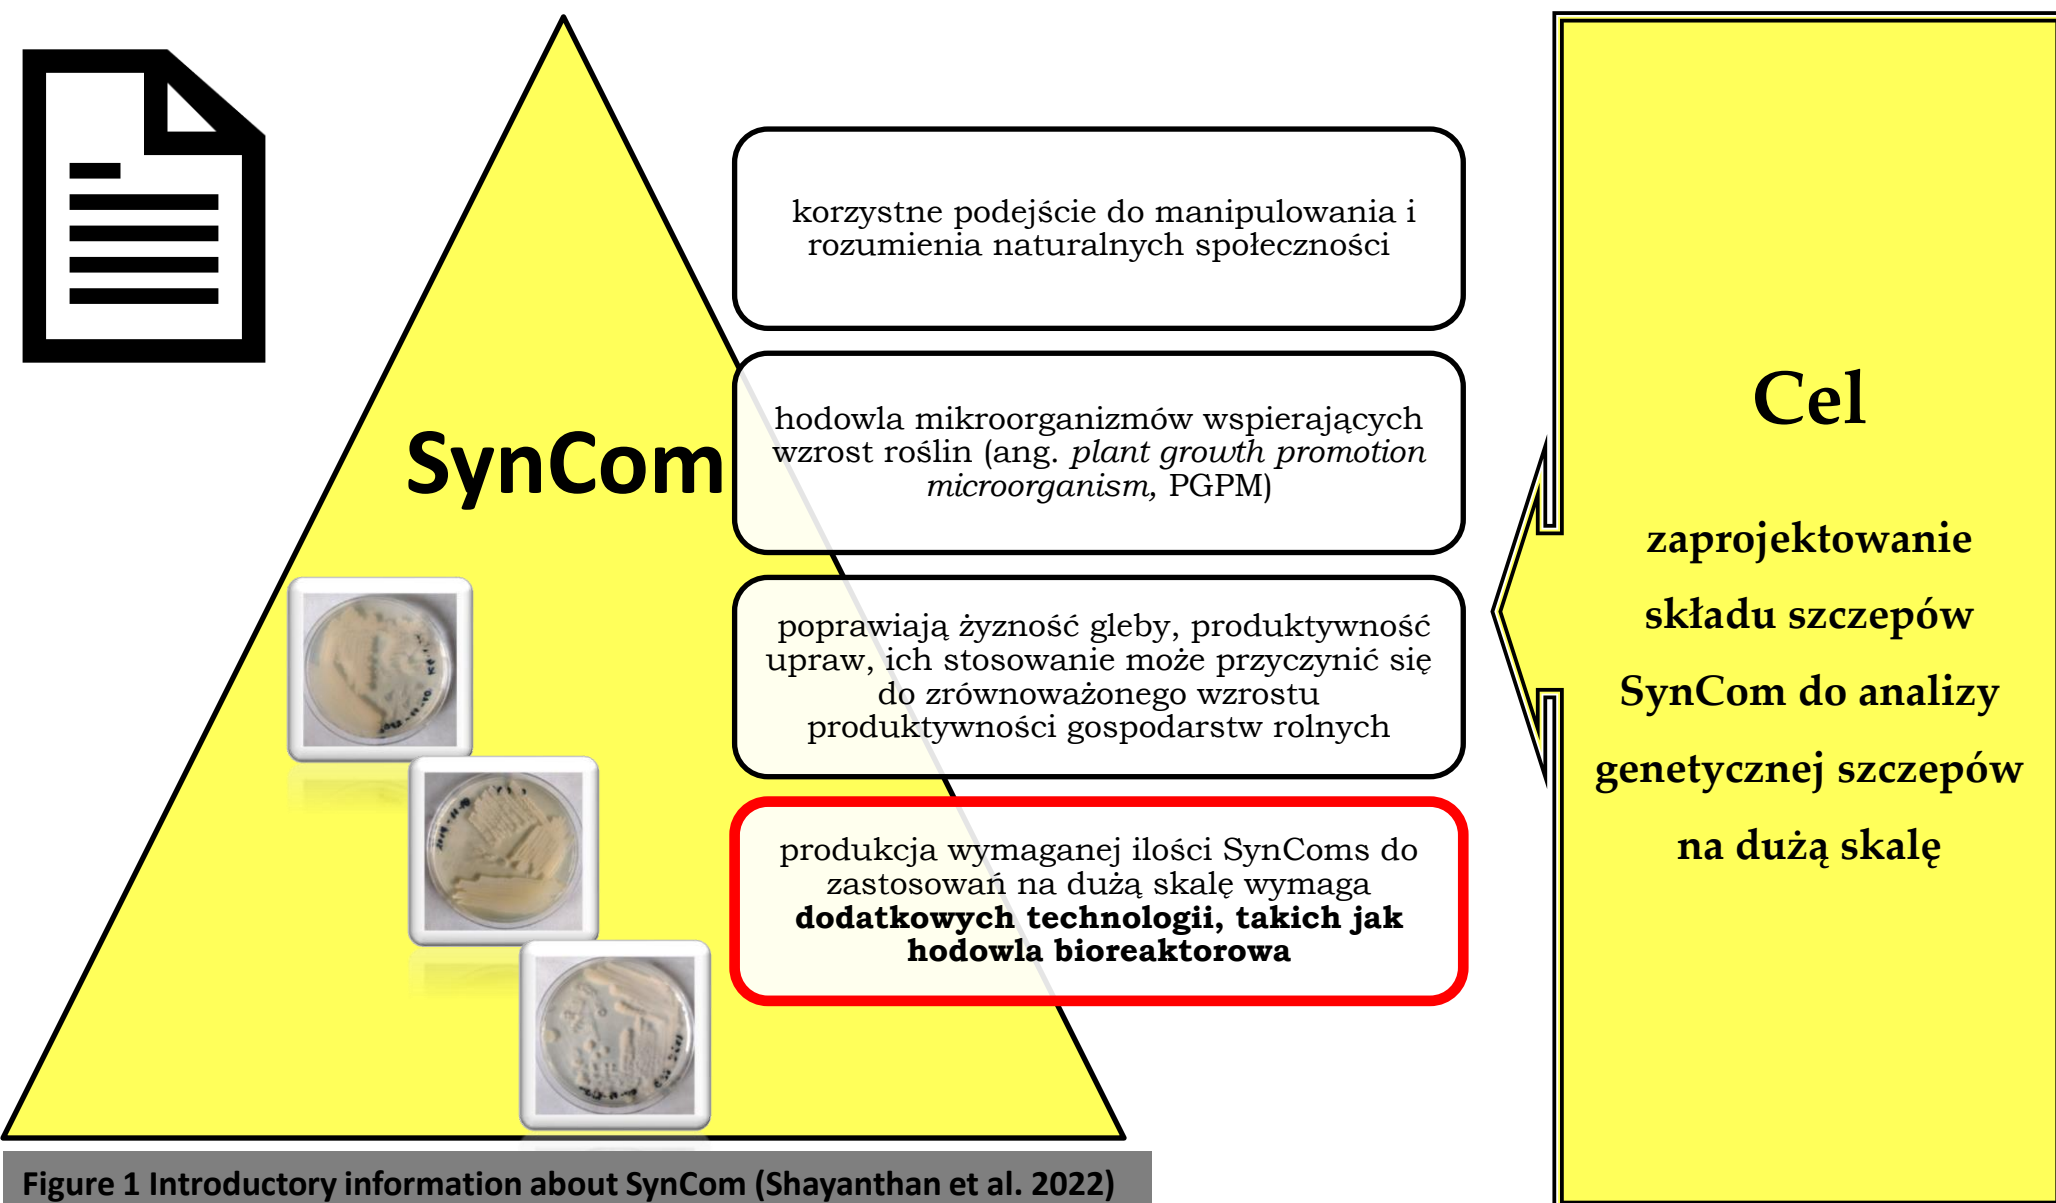 korzystne podejście do manipulowania i
rozumienia naturalnych społeczności
SynCom
hodowla mikroorganizmów wspierających
wzrost roślin (ang. plant growth promotion
microorganism, PGPM)
poprawiają żyzność gleby, produktywność
upraw, ich stosowanie może przyczynić się
do zrównoważonego wzrostu
produktywności gospodarstw rolnych
produkcja wymaganej ilości SynComs do
zastosowań na dużą skalę wymaga
dodatkowych technologii, takich jak
hodowla bioreaktorowa
Cel
zaprojektowanie
składu szczepów
SynCom do analizy
genetycznej szczepów
na dużą skalę
Figure 1 Introductory information about SynCom (Shayanthan et al. 2022)